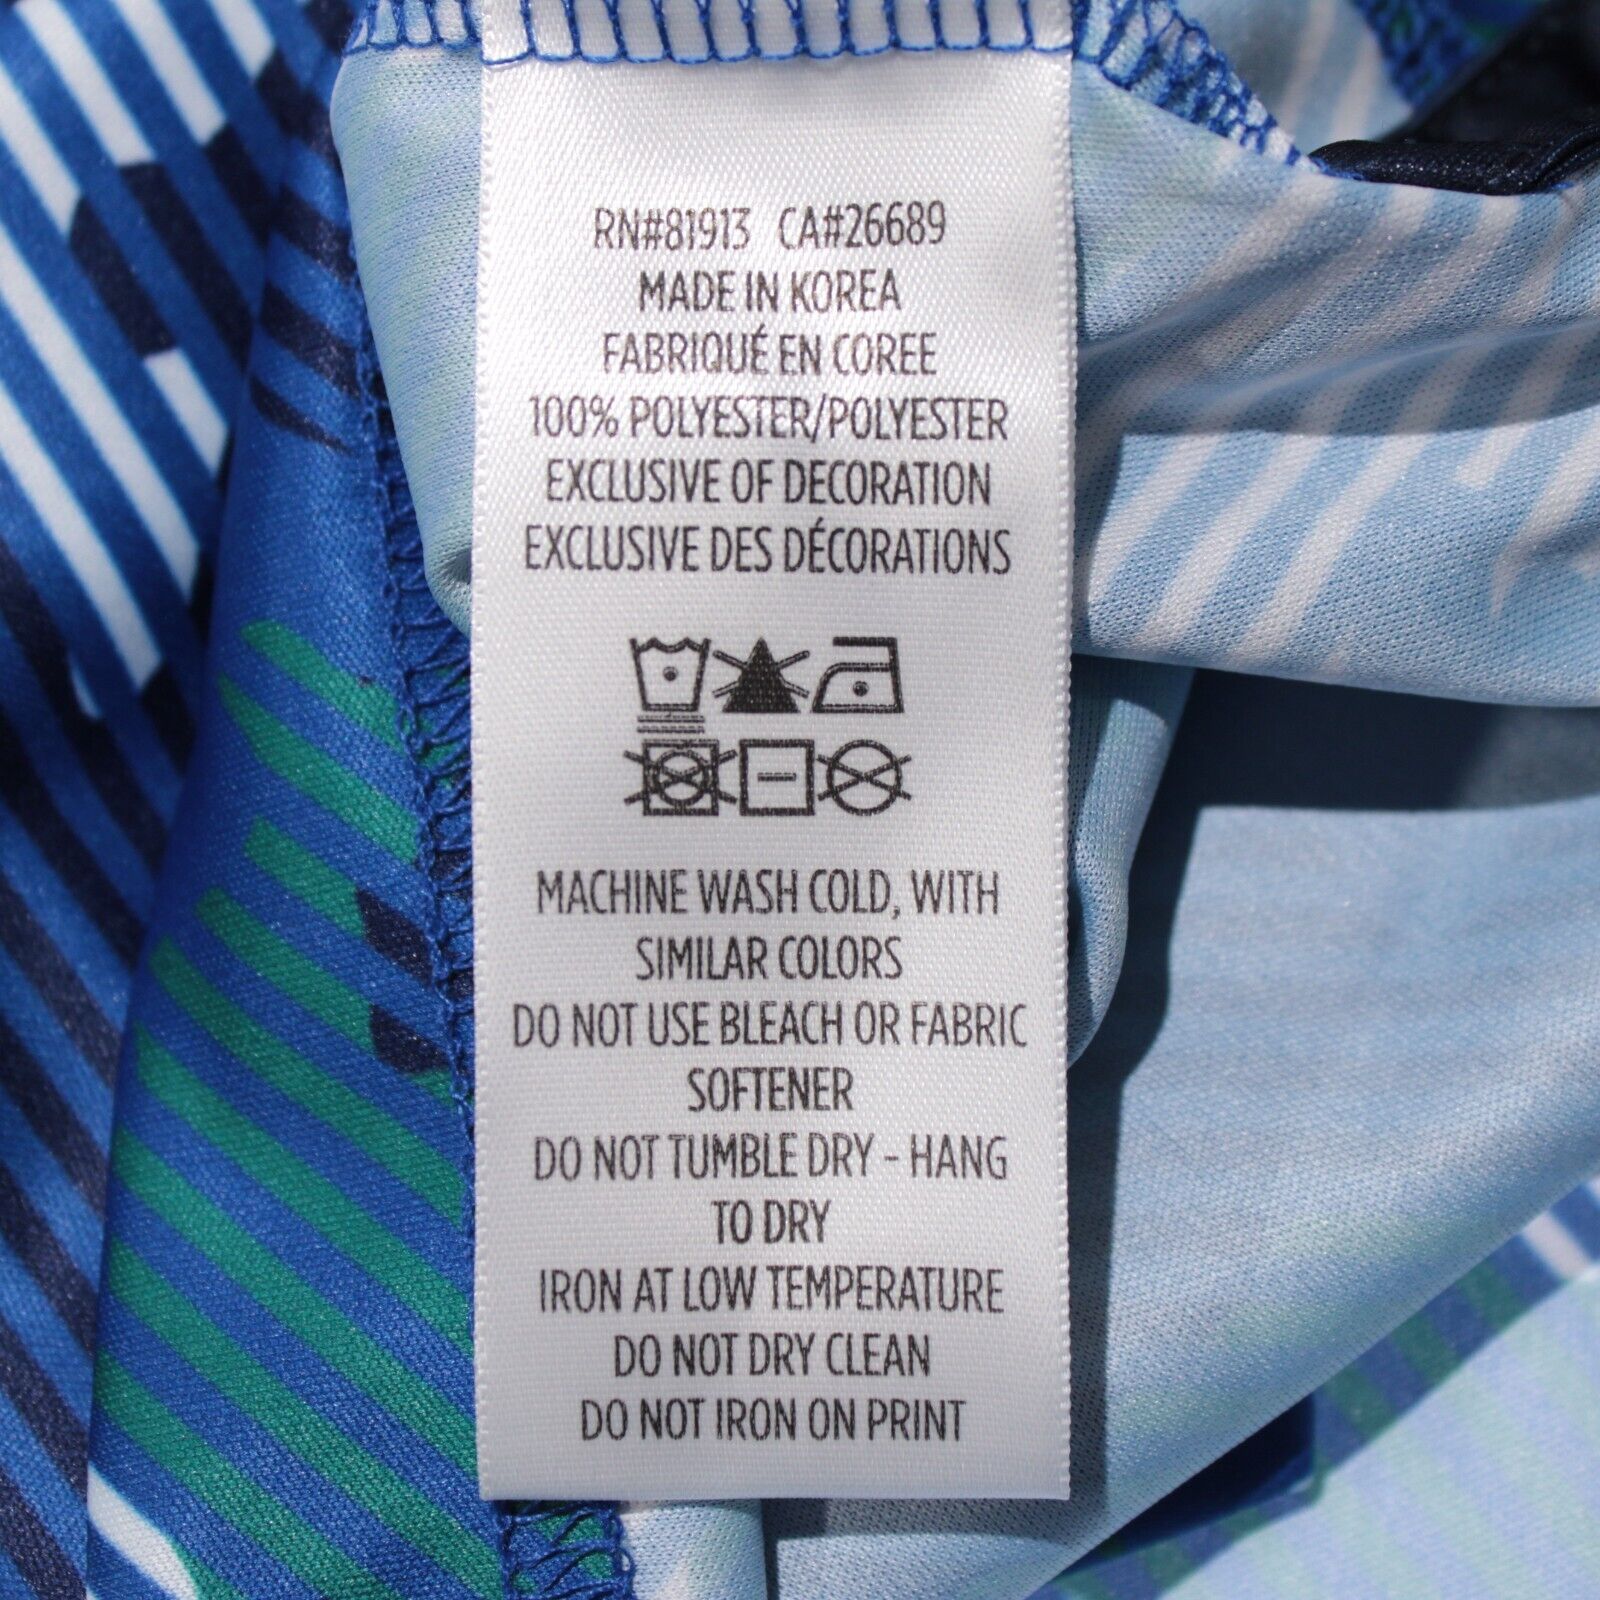 RN#81913 CA#26689
MADE IN KOREA
FABRIQUÉ EN COREE
100% POLYESTER/POLYESTER
EXCLUSIVE OF DECORATION
EXCLUSIVE DES DÉCORATIONS
MACHINE WASH COLD, WITH
SIMILAR COLORS
DO NOT USE BLEACH OR FABRIC
SOFTENER
DO NOT TUMBLE DRY - HANG
TO DRY
IRON AT LOW TEMPERATURE
DO NOT DRY CLEAN
DO NOT IRON ON PRINT